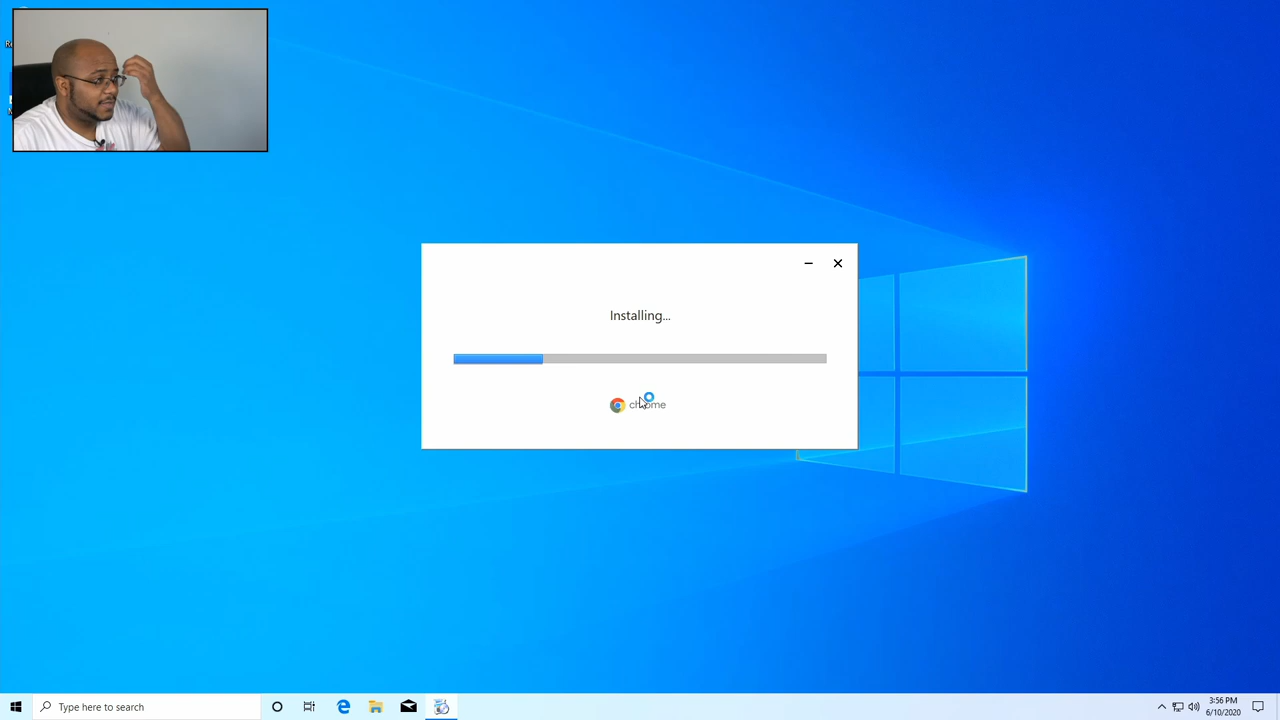 Installing...
chrome
Type here to search
3:56 PM
6/10/2020